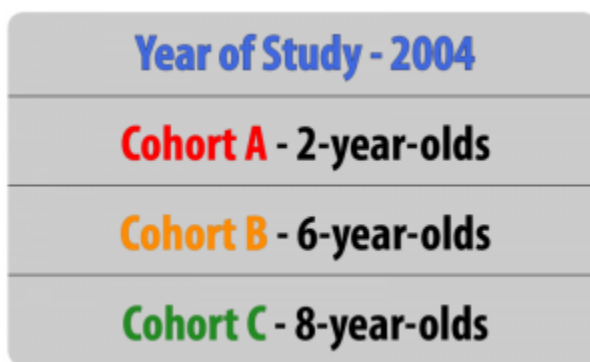 Year of Study - 2004
Cohort A - 2-year-olds
Cohort B - 6-year-olds
Cohort C - 8-year-olds